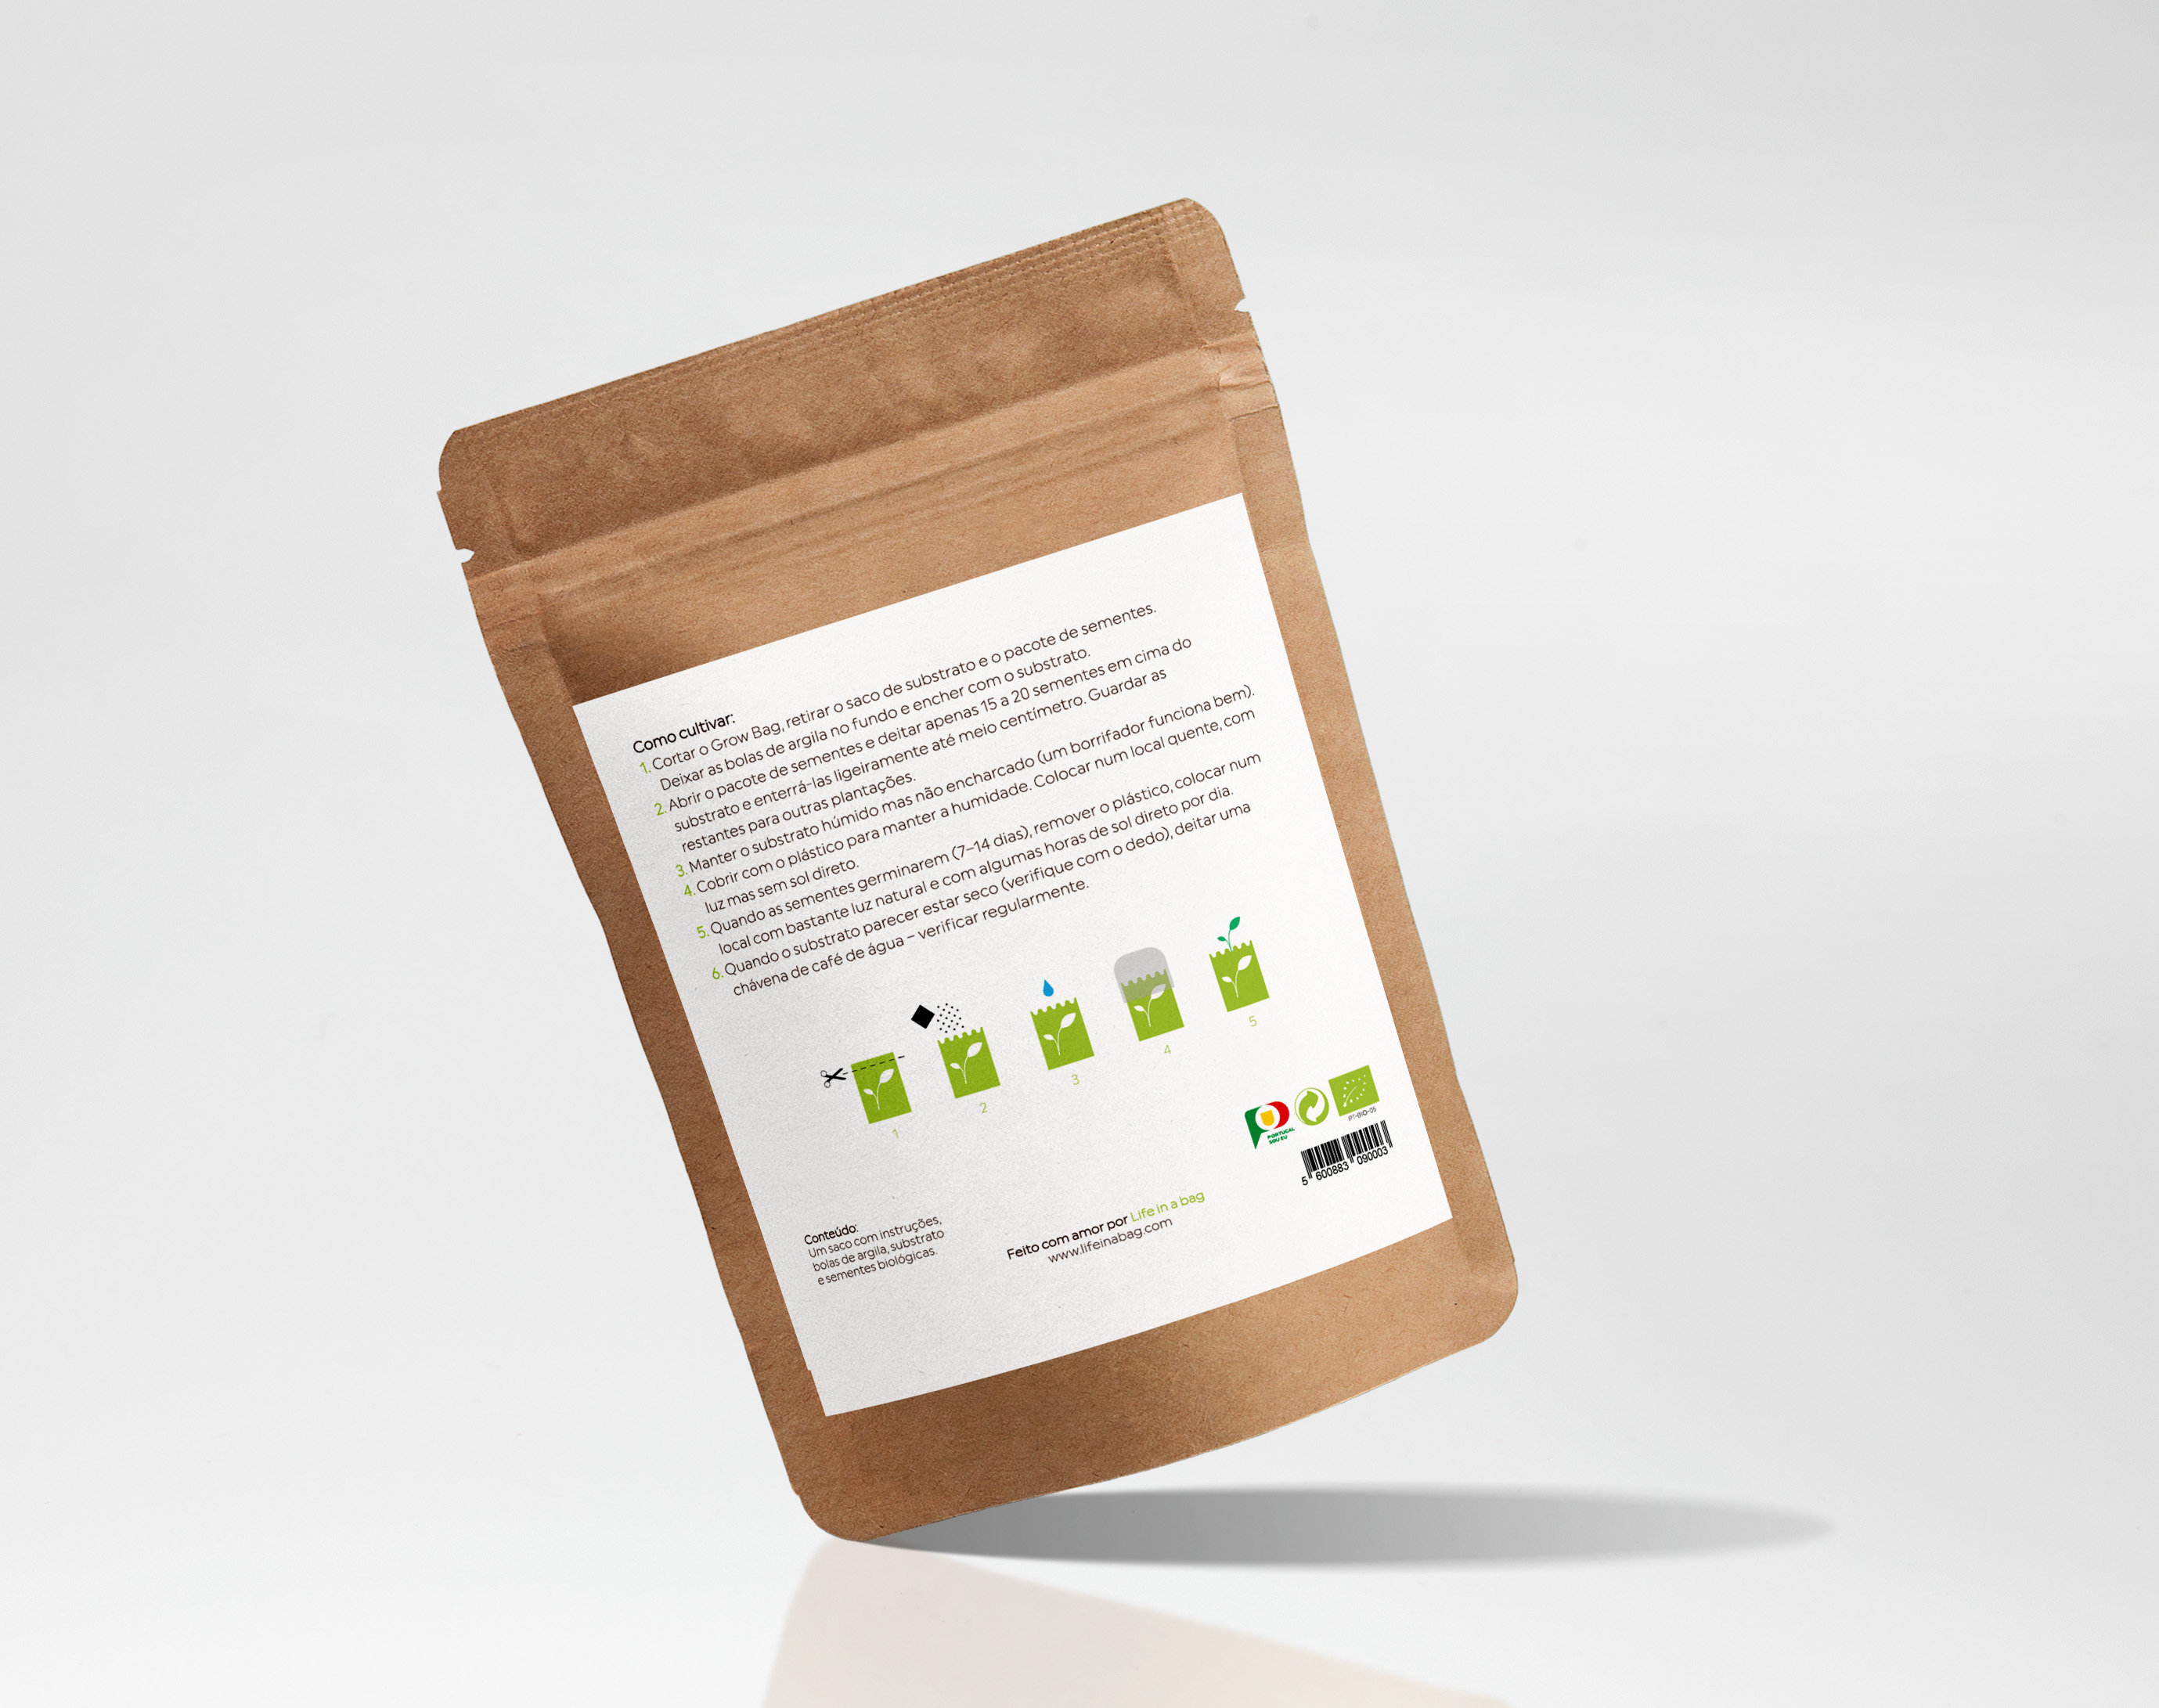 Como cultivar:
1. Cortar o Grow Bag, retirar o saco de substrato e o pacote de sementes.
Deixar as bolas de argila no fundo e encher com o substrato.
2. Abrir o pacote de sementes e deitar apenas 15 a 20 sementes em cima do
substrato e enterrá-las ligeiramente até meio centímetro. Guardar as
restantes para outras plantações.
3. Manter o substrato húmido mas não encharcado (um borrifador funciona bem).
4. Cobrir com o plástico para manter a humidade. Colocar num local quente, com
luz mas sem sol direto.
5. Quando as sementes germinarem (7–14 dias), remover o plástico, colocar num
local com bastante luz natural e com algumas horas de sol direto por dia.
6. Quando o substrato parecer estar seco (verifique com o dedo), deitar uma
chávena de café de água – verificar regularmente.
1
2
3
4
5
PORTUGAL
SOU EU
PT-BIO-05
5 600883 090003
Conteúdo:
Um saco com instruções,
bolas de argila, substrato
e sementes biológicas.
Feito com amor por Life in a bag
www.lifeinabag.com